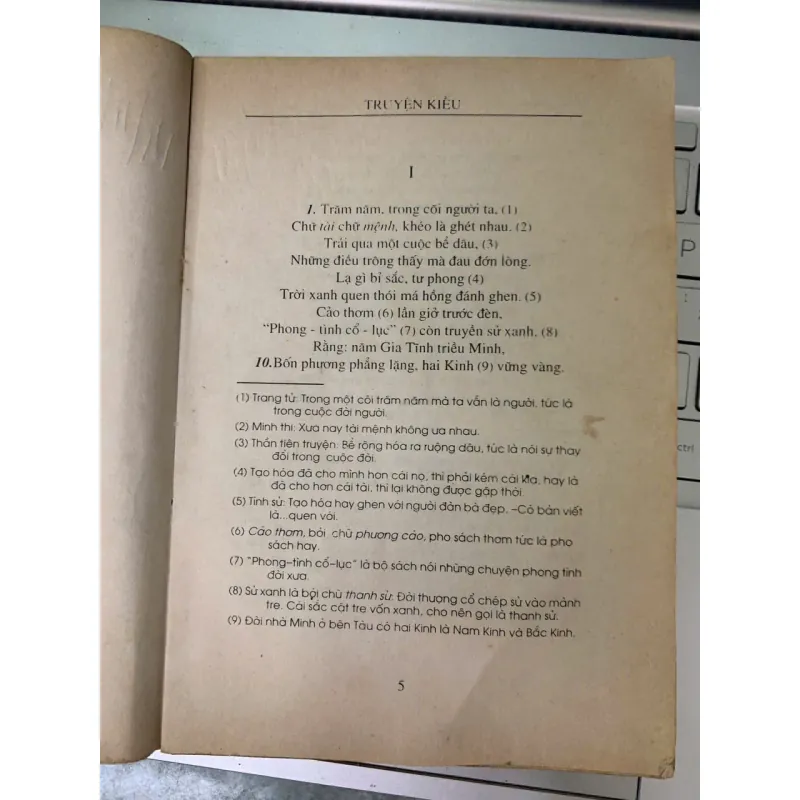 TRUYỆN KIỀU
I
1. Trăm năm, trong cõi người ta, (1)
Chữ tài chữ mệnh, khéo là ghét nhau. (2)
Trải qua một cuộc bể dâu, (3)
Những điều trông thấy mà đau đớn lòng.
Lạ gì bỉ sắc, tư phong (4)
Trời xanh quen thói má hồng đánh ghen. (5)
Cảo thơm (6) lần giở trước đèn,
“Phong - tình cổ - lục” (7) còn truyền sử xanh. (8)
Rằng: năm Gia Tĩnh triều Minh,
10. Bốn phương phẳng lặng, hai Kinh (9) vững vàng.
(1) Trang tử: Trong một cõi trăm năm mà ta vẫn là người, tức là
trong cuộc đời người.
(2) Minh thi: Xưa nay tài mệnh không ưa nhau.
(3) Thần tiên truyện: Bể rộng hóa ra ruộng dâu, tức là nói sự thay
đổi trong cuộc đời.
(4) Tạo hóa đã cho mình hơn cái nọ, thì phải kém cái kia, hay là
đã cho hơn cái tài, thì lại không được gặp thời.
(5) Tình sử: Tạo hóa hay ghen với người đàn bà đẹp. –Có bản viết
là...quen với.
(6) Cảo thơm, bởi chữ phương cảo, pho sách thơm tức là pho
sách hay.
(7) “Phong–tình cổ–lục” là bộ sách nói những chuyện phong tình
đời xưa.
(8) Sử xanh là bởi chữ thanh sử: Đời thượng cổ chép sử vào mảnh
tre. Cái sắc cật tre vốn xanh, cho nên gọi là thanh sử.
(9) Đời nhà Minh ở bên Tàu có hai Kinh là Nam Kinh và Bắc Kinh.
5
P
ctrl